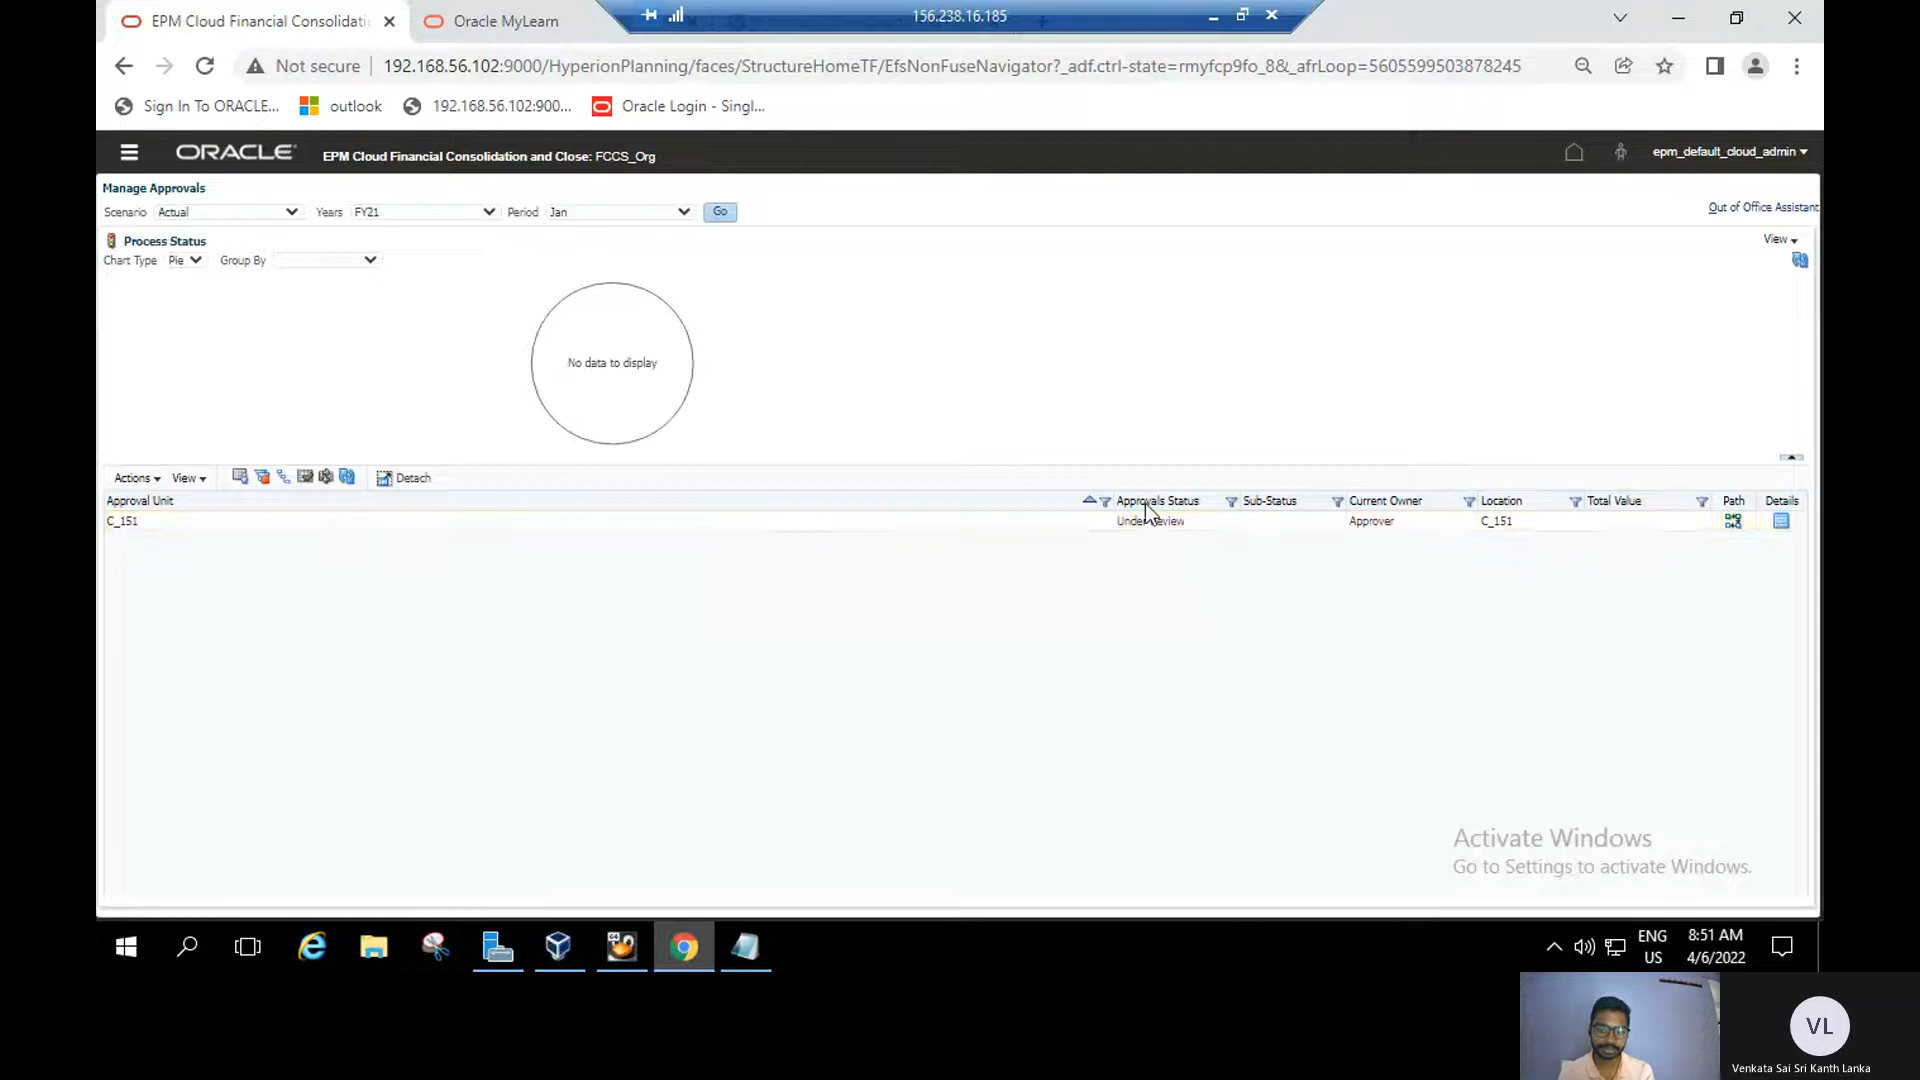 EPM Cloud Financial Consolidati
Oracle MyLearn
156.238.16.185
Not secure
192.168.56.102:9000/HyperionPlanning/faces/StructureHomeTF/EfsNonFuseNavigator?_adf.ctrl-state=rmyfcp9fo_8&_afrLoop=5605599503878245
Sign In To ORACLE...
outlook
192.168.56.102:900...
Oracle Login - Singl...
ORACLE
EPM Cloud Financial Consolidation and Close: FCCS_Org
epm_default_cloud_admin
Manage Approvals
Scenario Actual Years FY21 Period Jan Go
Out of Office Assistant
Process Status
View
Chart Type Pie Group By
No data to display
Actions View Detach
Approval Unit Approvals Status Sub-Status Current Owner Location Total Value Path Details
C_151 Under Review Approver C_151
Activate Windows
Go to Settings to activate Windows.
ENG
US
8:51 AM
4/6/2022
VL
Venkata Sai Sri Kanth Lanka